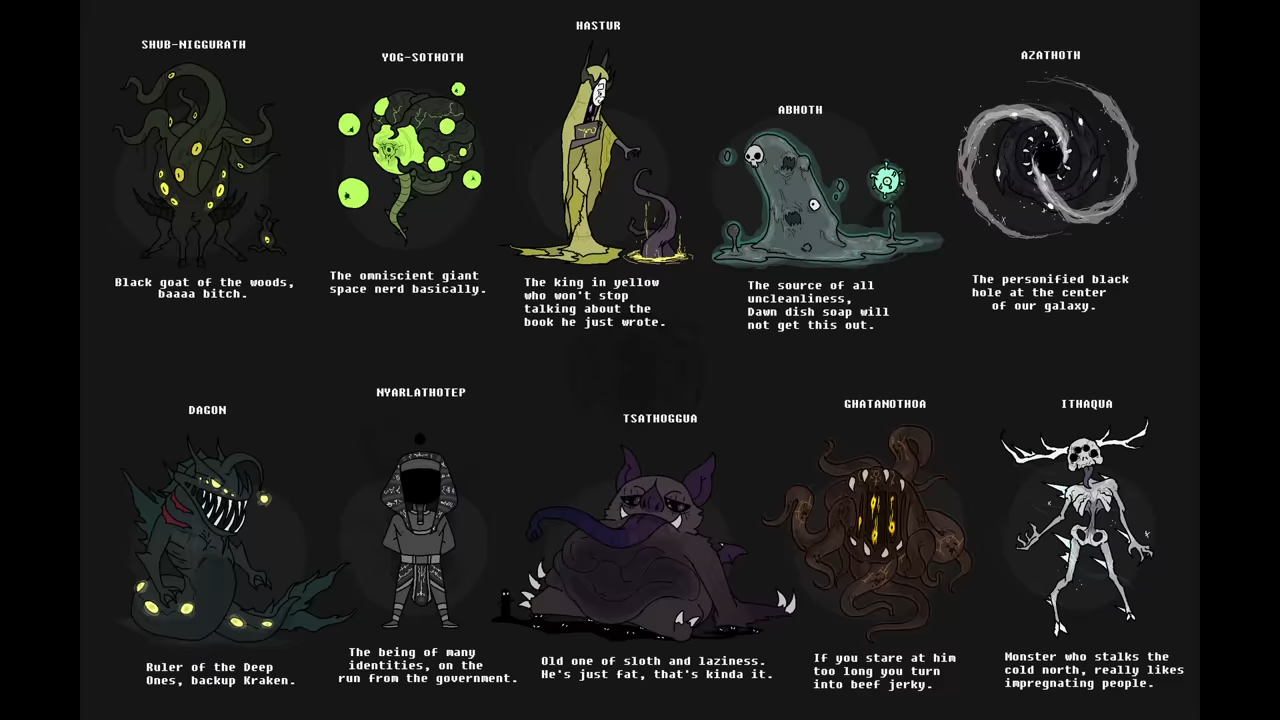 SHUB-NIGGURATH
Black goat of the woods,
baaaa bitch.
YOG-SOTHOTH
The omniscient giant
space nerd basically.
HASTUR
The king in yellow
who won't stop
talking about the
book he just wrote.
ABHOTH
The source of all
uncleanliness,
Dawn dish soap will
not get this out.
AZATHOTH
The personified black
hole at the center
of our galaxy.
DAGON
Ruler of the Deep
Ones, backup Kraken.
NYARLATHOTEP
The being of many
identities, on the
run from the government.
TSATHOGGUA
Old one of sloth and laziness.
He's just fat, that's kinda it.
GHATANOTHOA
If you stare at him
too long you turn
into beef jerky.
ITHAQUA
Monster who stalks the
cold north, really likes
impregnating people.